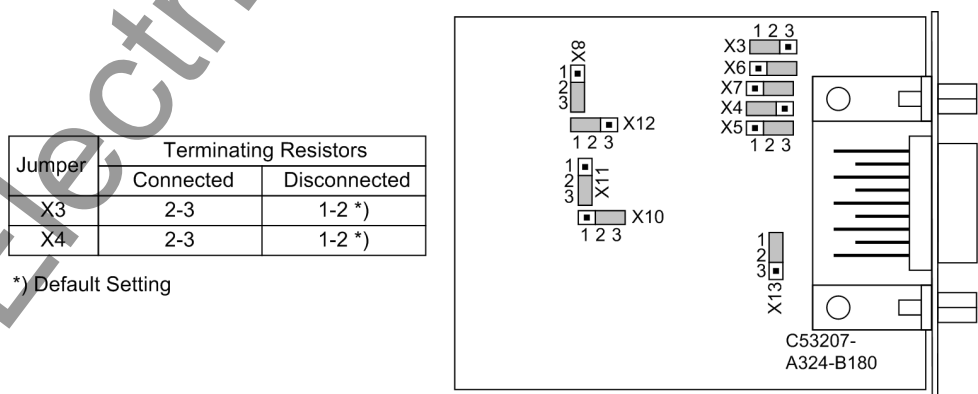 Electri
Jumper Terminating Resistors
Connected Disconnected
X3 2-3 1-2 *)
X4 2-3 1-2 *)
*) Default Setting
1 2 3
X3
X6
X7
X4
X5
1 2 3
X8
1
2
3
X12
1 2 3
1
2
3
X11
X10
1 2 3
1
2
3
X13
C53207-
A324-B180